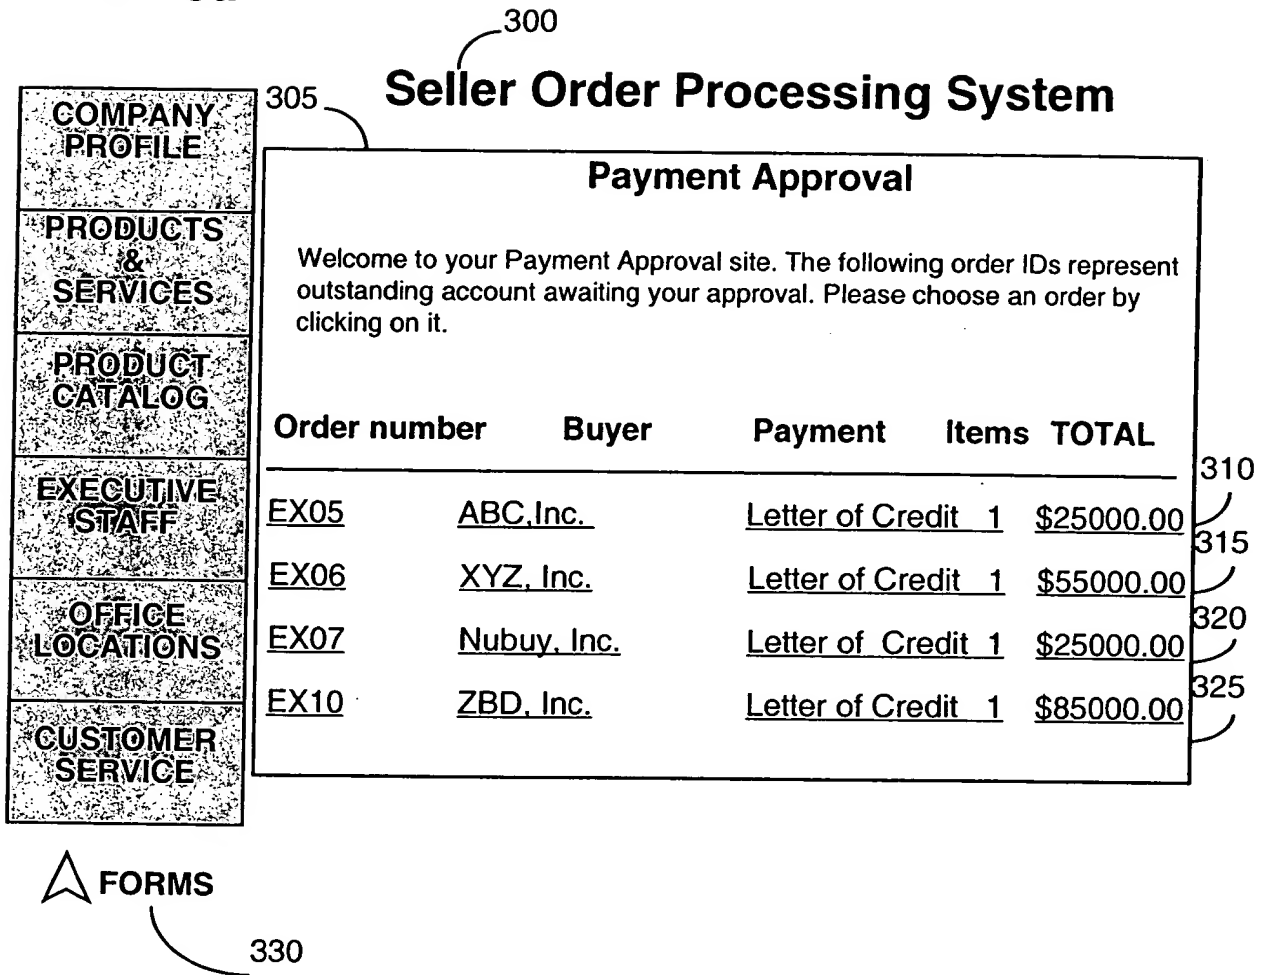 300
Seller Order Processing System
305
COMPANY
PROFILE
PRODUCTS
&
SERVICES
PRODUCT
CATALOG
EXECUTIVE
STAFF
OFFICE
LOCATIONS
CUSTOMER
SERVICE
Payment Approval
Welcome to your Payment Approval site. The following order IDs represent
outstanding account awaiting your approval. Please choose an order by
clicking on it.
Order number Buyer Payment Items TOTAL
310
EX05 ABC,Inc. Letter of Credit 1 $25000.00
315
EX06 XYZ, Inc. Letter of Credit 1 $55000.00
320
EX07 Nubuy, Inc. Letter of Credit 1 $25000.00
325
EX10 ZBD, Inc. Letter of Credit 1 $85000.00
FORMS
330